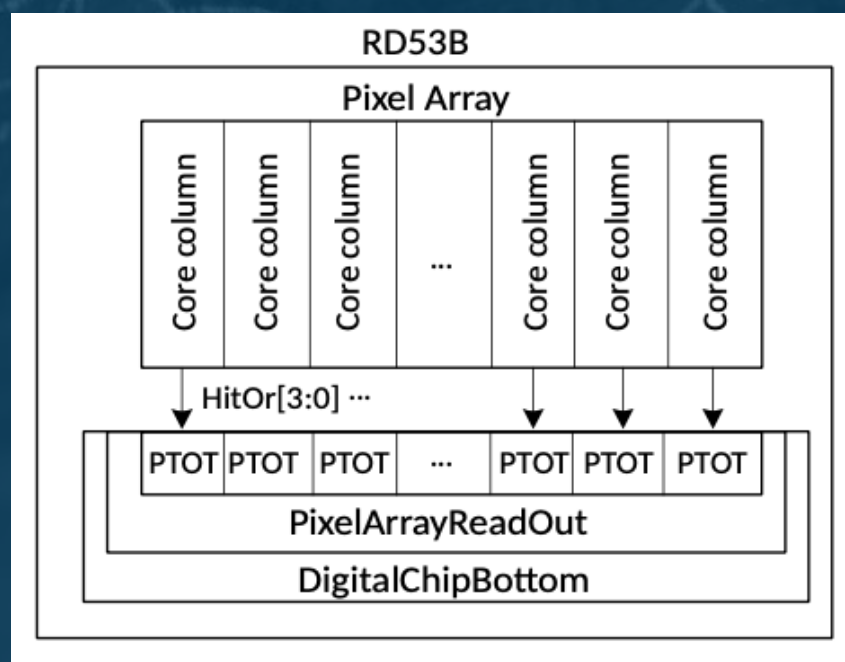 RD53B
Pixel Array
Core column Core column Core column ... Core column Core column Core column
HitOr[3:0] ...
PTOT PTOT PTOT ... PTOT PTOT PTOT
PixelArrayReadOut
DigitalChipBottom